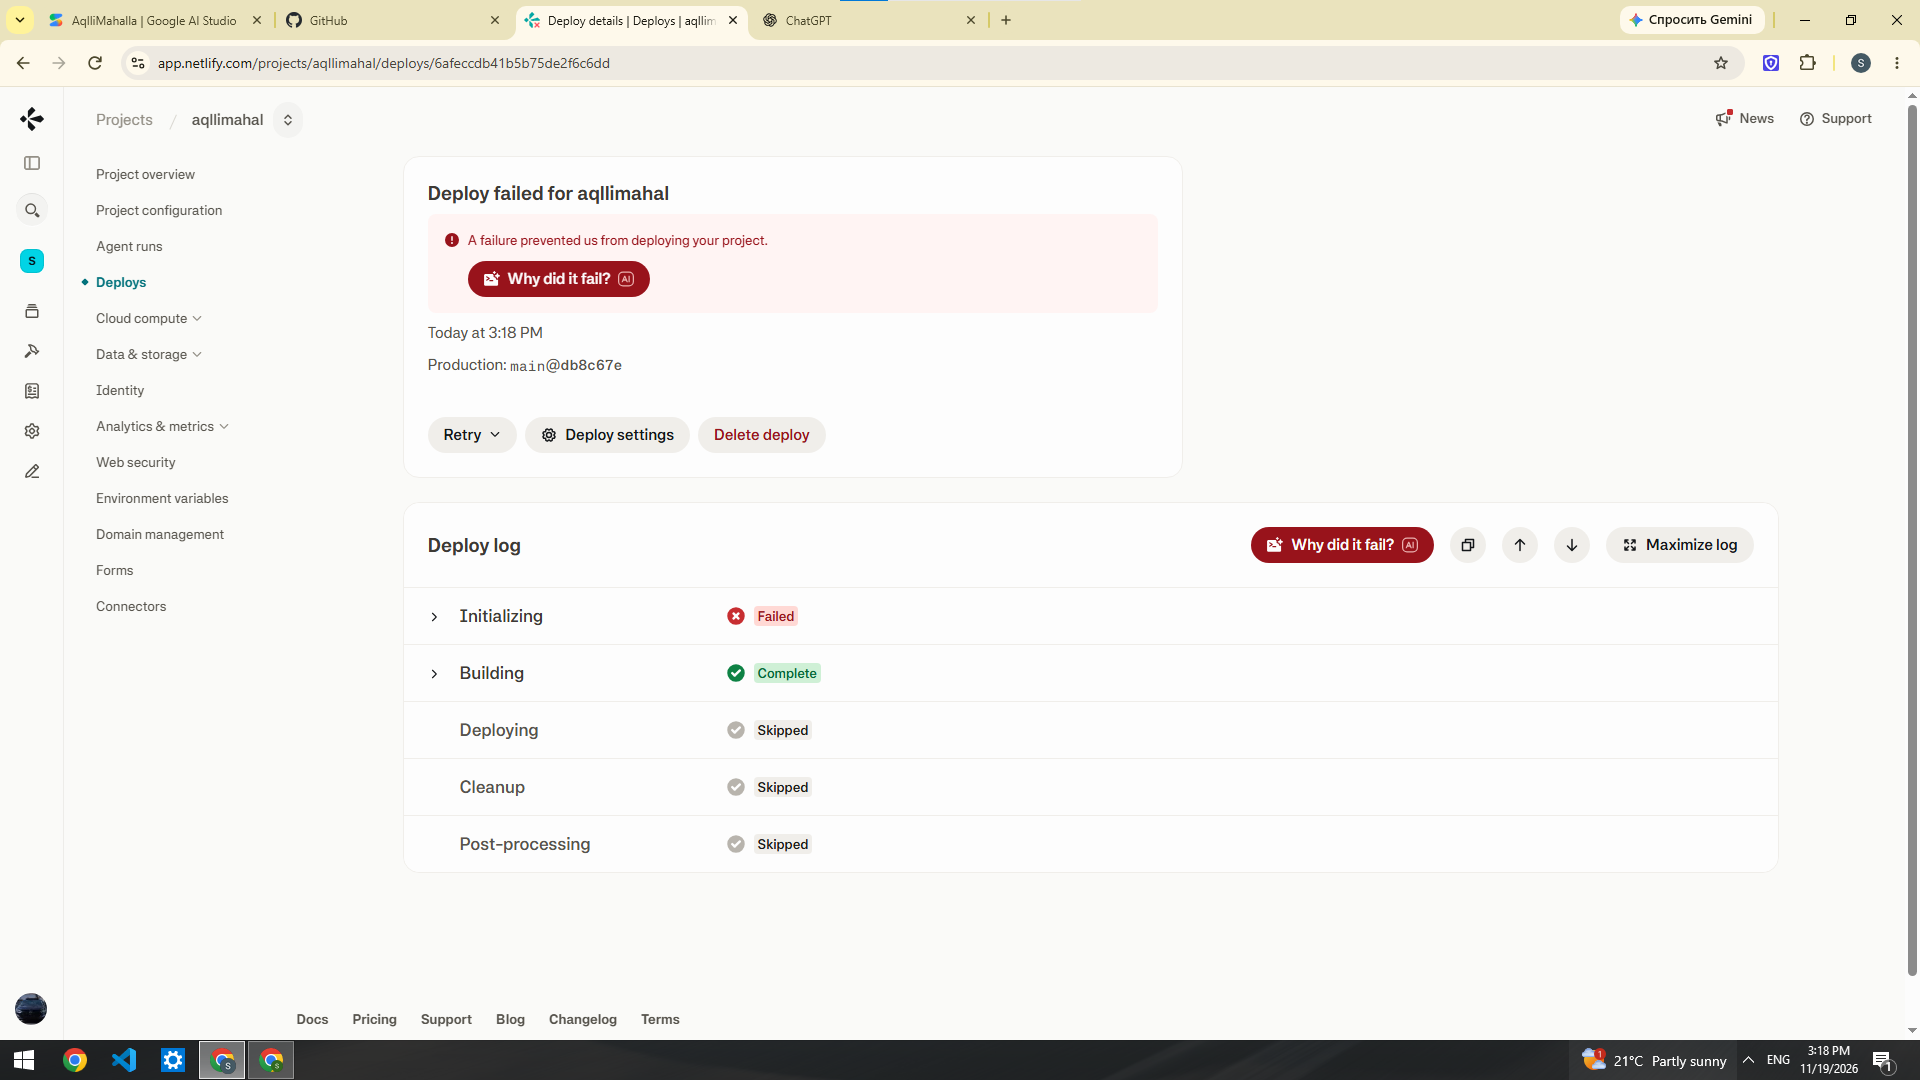 AqlliMahalla | Google AI Studio
GitHub
Deploy details | Deploys | aqllim
ChatGPT
Спросить Gemini
app.netlify.com/projects/aqllimahal/deploys/6afeccdb41b5b75de2f6c6dd
S
Projects / aqllimahal
News
Support
S
Project overview
Project configuration
Agent runs
Deploys
Cloud compute
Data & storage
Identity
Analytics & metrics
Web security
Environment variables
Domain management
Forms
Connectors
Deploy failed for aqllimahal
A failure prevented us from deploying your project.
Why did it fail? AI
Today at 3:18 PM
Production: main@db8c67e
Retry
Deploy settings
Delete deploy
Deploy log
Why did it fail? AI
Maximize log
Initializing Failed
Building Complete
Deploying Skipped
Cleanup Skipped
Post-processing Skipped
Docs Pricing Support Blog Changelog Terms
S
S
1
21°C Partly sunny
ENG
3:18 PM
11/19/2026
1